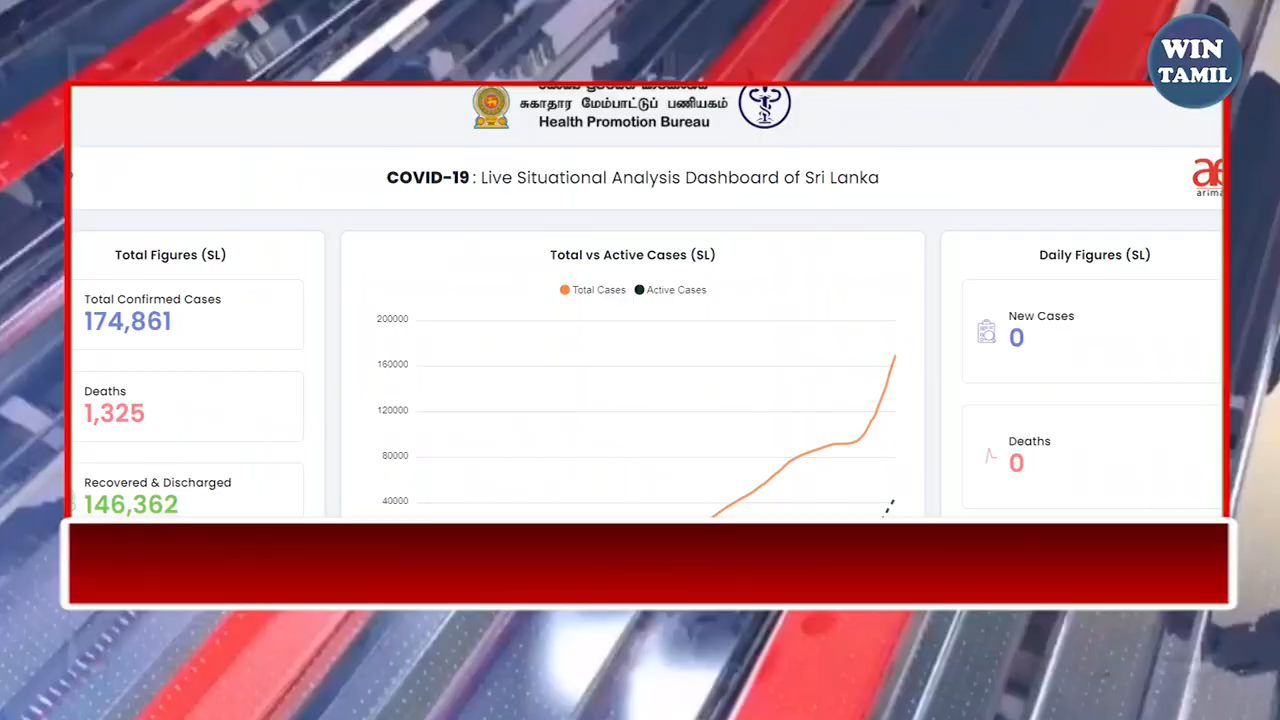 WIN
TAMIL
சுகாதார மேம்பாட்டுப் பணியகம்
Health Promotion Bureau
COVID-19 : Live Situational Analysis Dashboard of Sri Lanka
Total Figures (SL)
Total Confirmed Cases
174,861
Deaths
1,325
Recovered & Discharged
146,362
Total vs Active Cases (SL)
Total Cases Active Cases
200000
160000
120000
80000
40000
Daily Figures (SL)
New Cases
0
Deaths
0